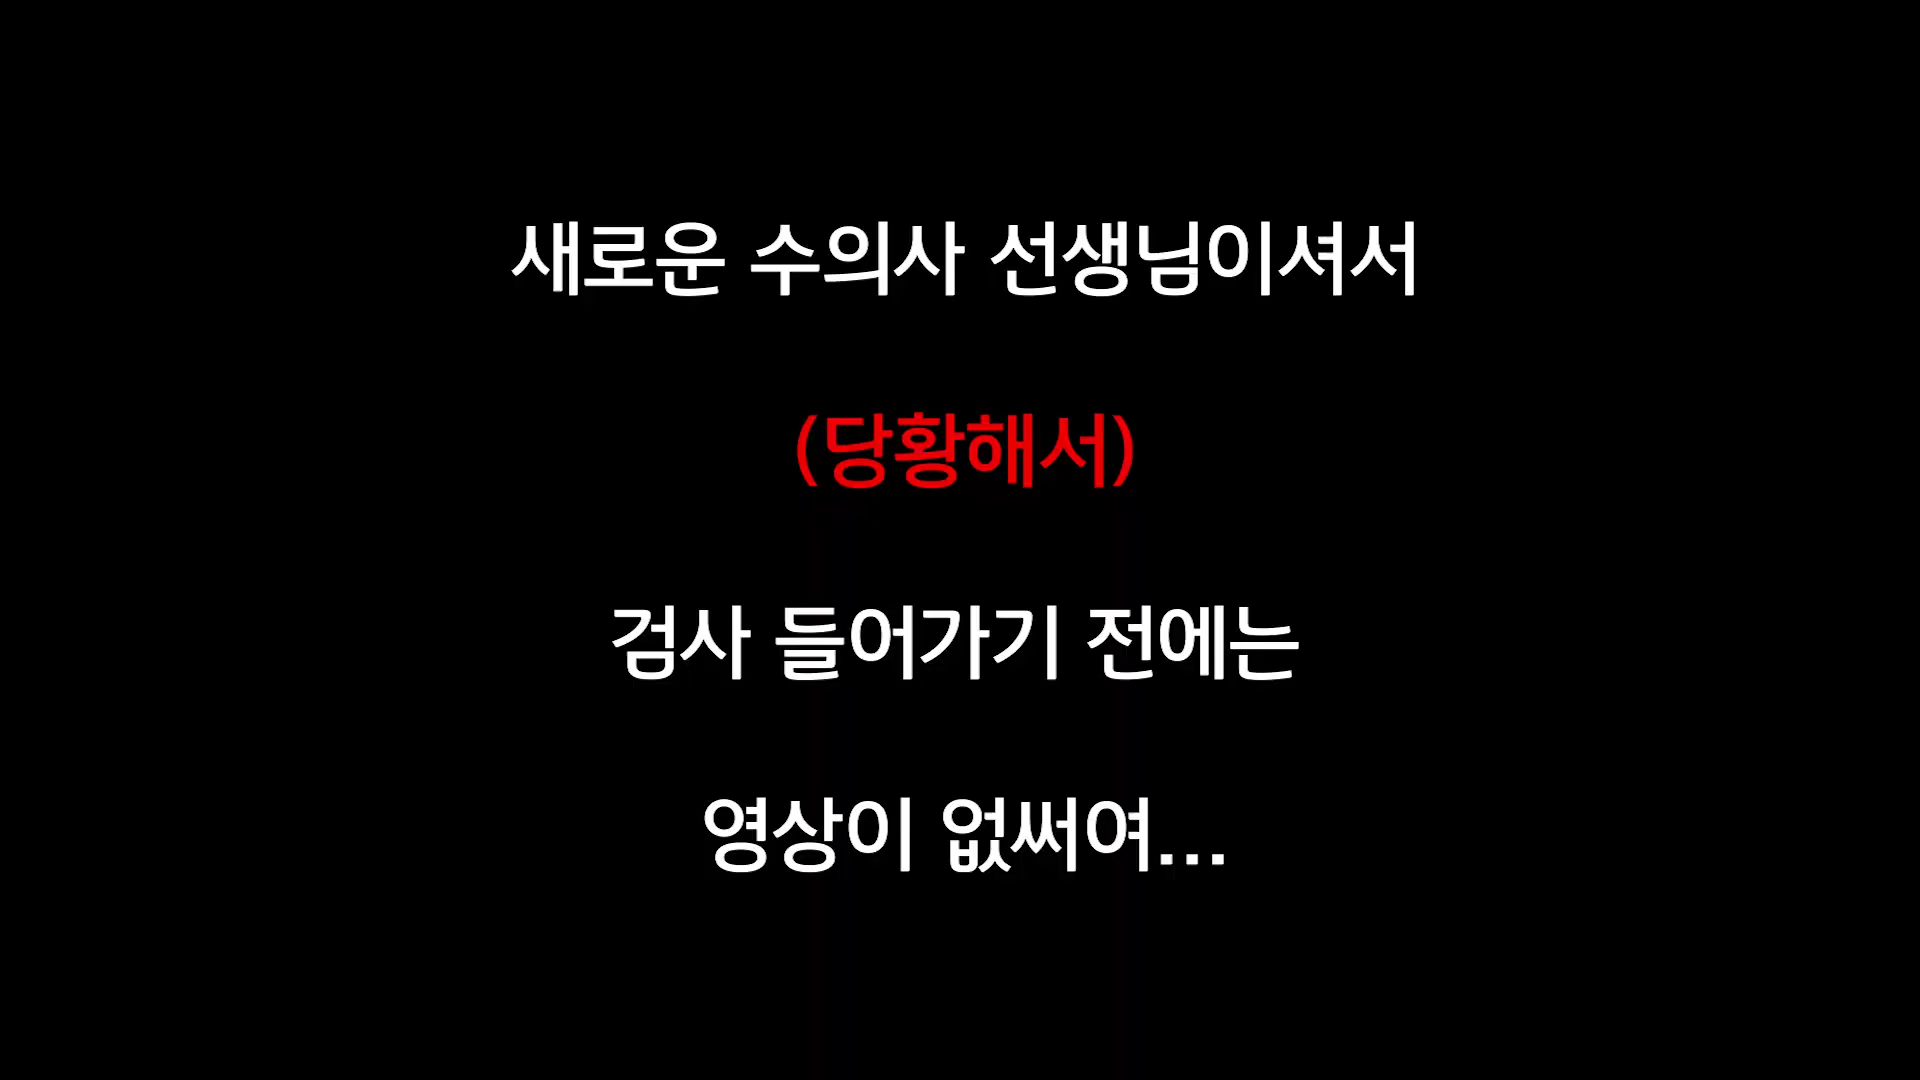 새로운 수의사 선생님이셔서
(당황해서)
검사 들어가기 전에는
영상이 없써여...